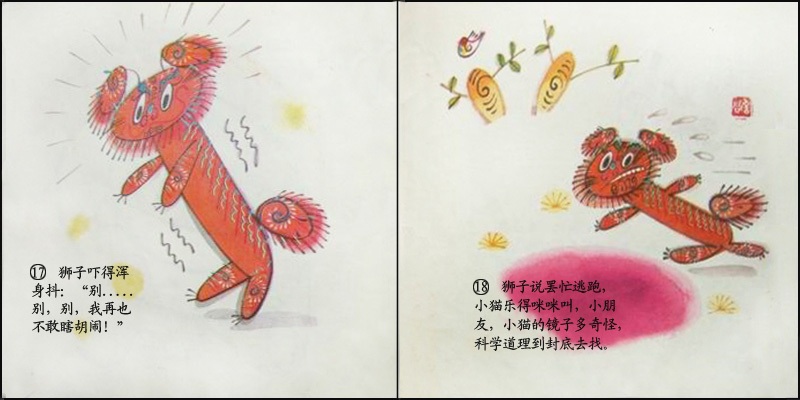 ⑰ 狮子吓得浑
身抖：“别.....
别，别，我再也
不敢瞎胡闹！”
⑱ 狮子说罢忙逃跑，
小猫乐得咪咪叫，小朋
友，小猫的镜子多奇怪，
科学道理到封底去找。